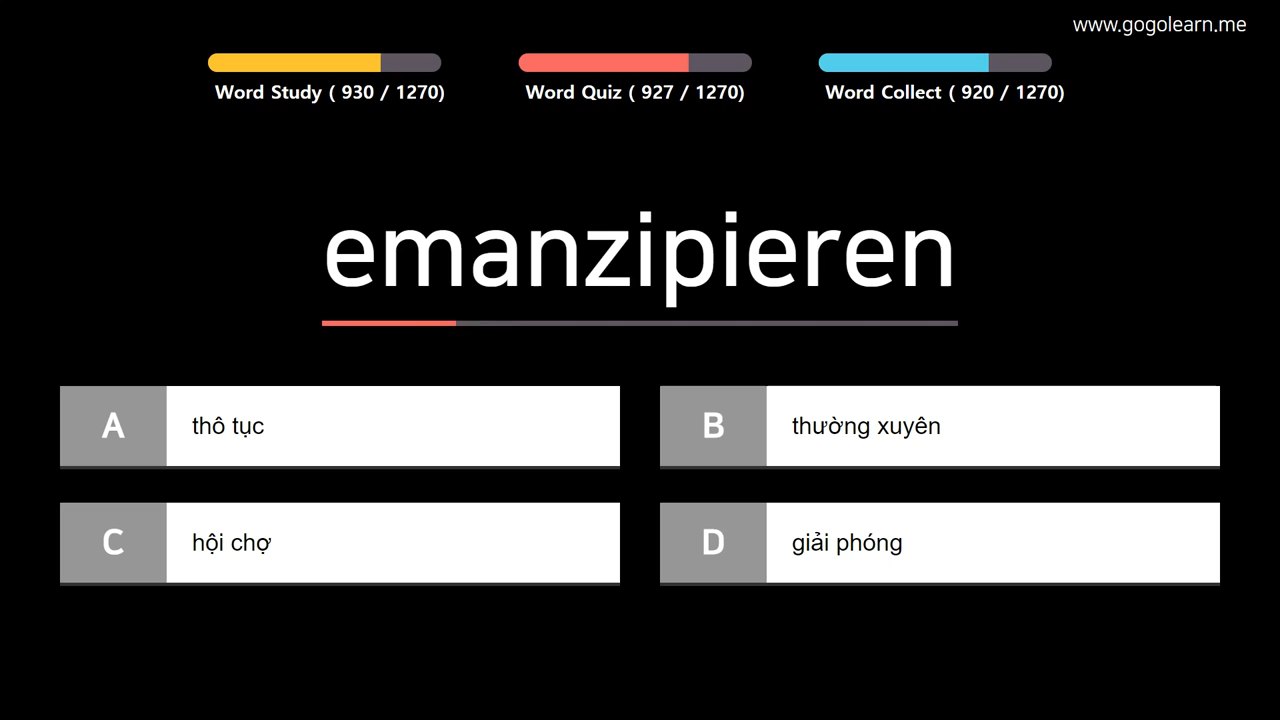 www.gogolearn.me
Word Study ( 930 / 1270)
Word Quiz ( 927 / 1270)
Word Collect ( 920 / 1270)
emanzipieren
A
thô tục
B
thường xuyên
C
hội chợ
D
giải phóng